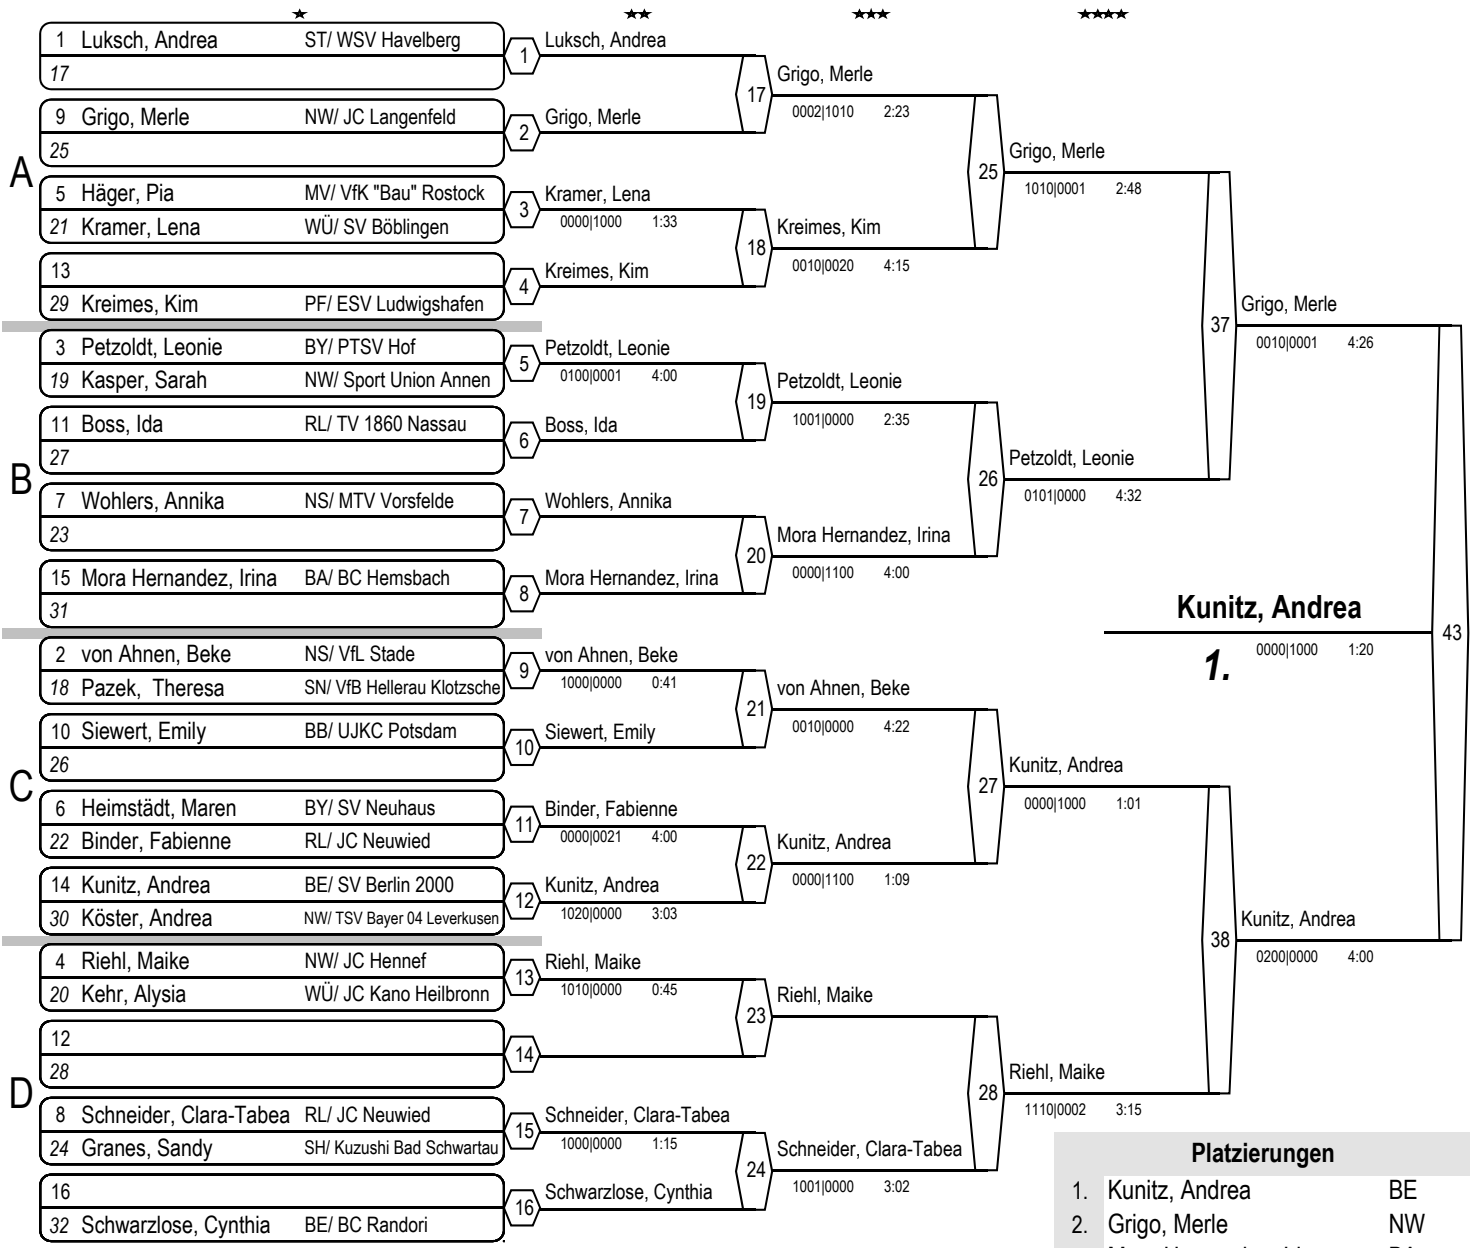 ★ ★★ ★★★ ★★★★
A
1 Luksch, Andrea ST/ WSV Havelberg
17
1
Luksch, Andrea
9 Grigo, Merle NW/ JC Langenfeld
25
2
Grigo, Merle
5 Häger, Pia MV/ VfK "Bau" Rostock
21 Kramer, Lena WÜ/ SV Böblingen
3
Kramer, Lena
0000|1000 1:33
13
29 Kreimes, Kim PF/ ESV Ludwigshafen
4
Kreimes, Kim
B
3 Petzoldt, Leonie BY/ PTSV Hof
19 Kasper, Sarah NW/ Sport Union Annen
5
Petzoldt, Leonie
0100|0001 4:00
11 Boss, Ida RL/ TV 1860 Nassau
27
6
Boss, Ida
7 Wohlers, Annika NS/ MTV Vorsfelde
23
7
Wohlers, Annika
15 Mora Hernandez, Irina BA/ BC Hemsbach
31
8
Mora Hernandez, Irina
C
2 von Ahnen, Beke NS/ VfL Stade
18 Pazek, Theresa SN/ VfB Hellerau Klotzsche
9
von Ahnen, Beke
1000|0000 0:41
10 Siewert, Emily BB/ UJKC Potsdam
26
10
Siewert, Emily
6 Heimstädt, Maren BY/ SV Neuhaus
22 Binder, Fabienne RL/ JC Neuwied
11
Binder, Fabienne
0000|0021 4:00
14 Kunitz, Andrea BE/ SV Berlin 2000
30 Köster, Andrea NW/ TSV Bayer 04 Leverkusen
12
Kunitz, Andrea
1020|0000 3:03
D
4 Riehl, Maike NW/ JC Hennef
20 Kehr, Alysia WÜ/ JC Kano Heilbronn
13
Riehl, Maike
1010|0000 0:45
12
28
14
8 Schneider, Clara-Tabea RL/ JC Neuwied
24 Granes, Sandy SH/ Kuzushi Bad Schwartau
15
Schneider, Clara-Tabea
1000|0000 1:15
16
32 Schwarzlose, Cynthia BE/ BC Randori
16
Schwarzlose, Cynthia
17
Grigo, Merle
0002|1010 2:23
18
Kreimes, Kim
0010|0020 4:15
19
Petzoldt, Leonie
1001|0000 2:35
20
Mora Hernandez, Irina
0000|1100 4:00
21
von Ahnen, Beke
0010|0000 4:22
22
Kunitz, Andrea
0000|1100 1:09
23
Riehl, Maike
24
Schneider, Clara-Tabea
1001|0000 3:02
25
Grigo, Merle
1010|0001 2:48
26
Petzoldt, Leonie
0101|0000 4:32
27
Kunitz, Andrea
0000|1000 1:01
28
Riehl, Maike
1110|0002 3:15
37
Grigo, Merle
0010|0001 4:26
38
Kunitz, Andrea
0200|0000 4:00
43
Kunitz, Andrea
1. 0000|1000 1:20
Platzierungen
1. Kunitz, Andrea BE
2. Grigo, Merle NW